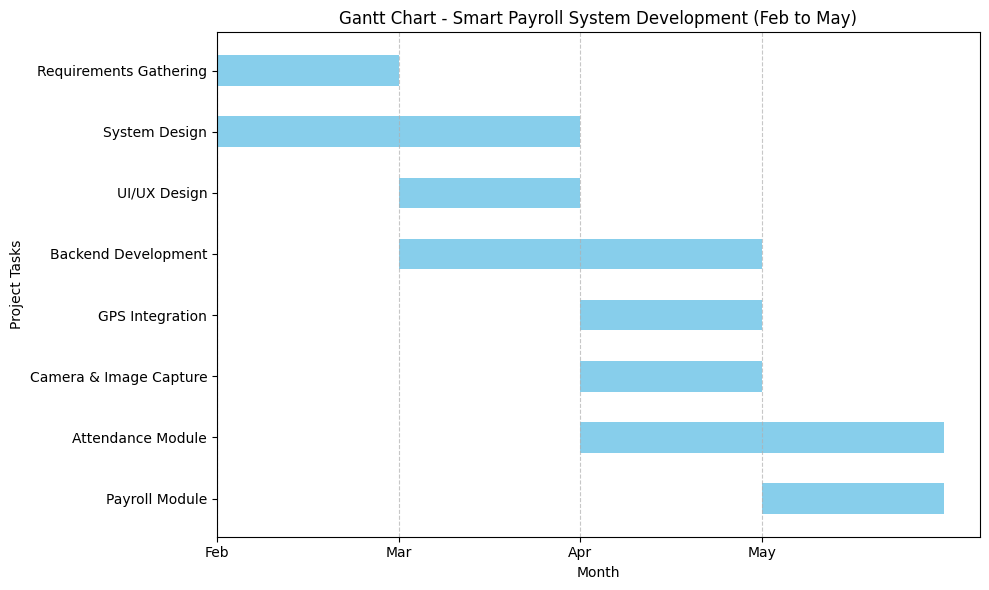 Gantt Chart - Smart Payroll System Development (Feb to May)
Project Tasks
Requirements Gathering
System Design
UI/UX Design
Backend Development
GPS Integration
Camera & Image Capture
Attendance Module
Payroll Module
Feb Mar Apr May
Month